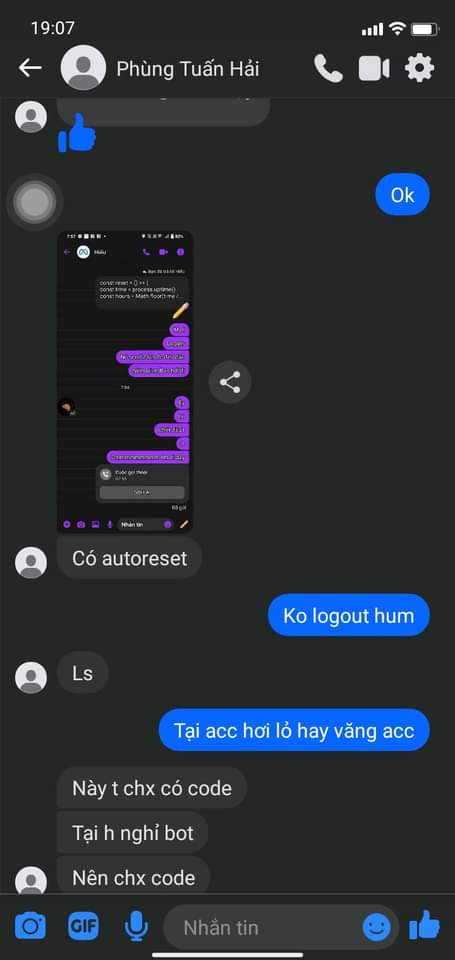 19:07
Phùng Tuấn Hải
Ok
Hiếu
const reset = () => {
const time = process.uptime()
const hours = Math.floor(time /
Nhắn tin
Có autoreset
Ko logout hum
Ls
Tại acc hơi lỏ hay văng acc
Này t chx có code
Tại h nghỉ bot
Nên chx code
GIF
Nhắn tin